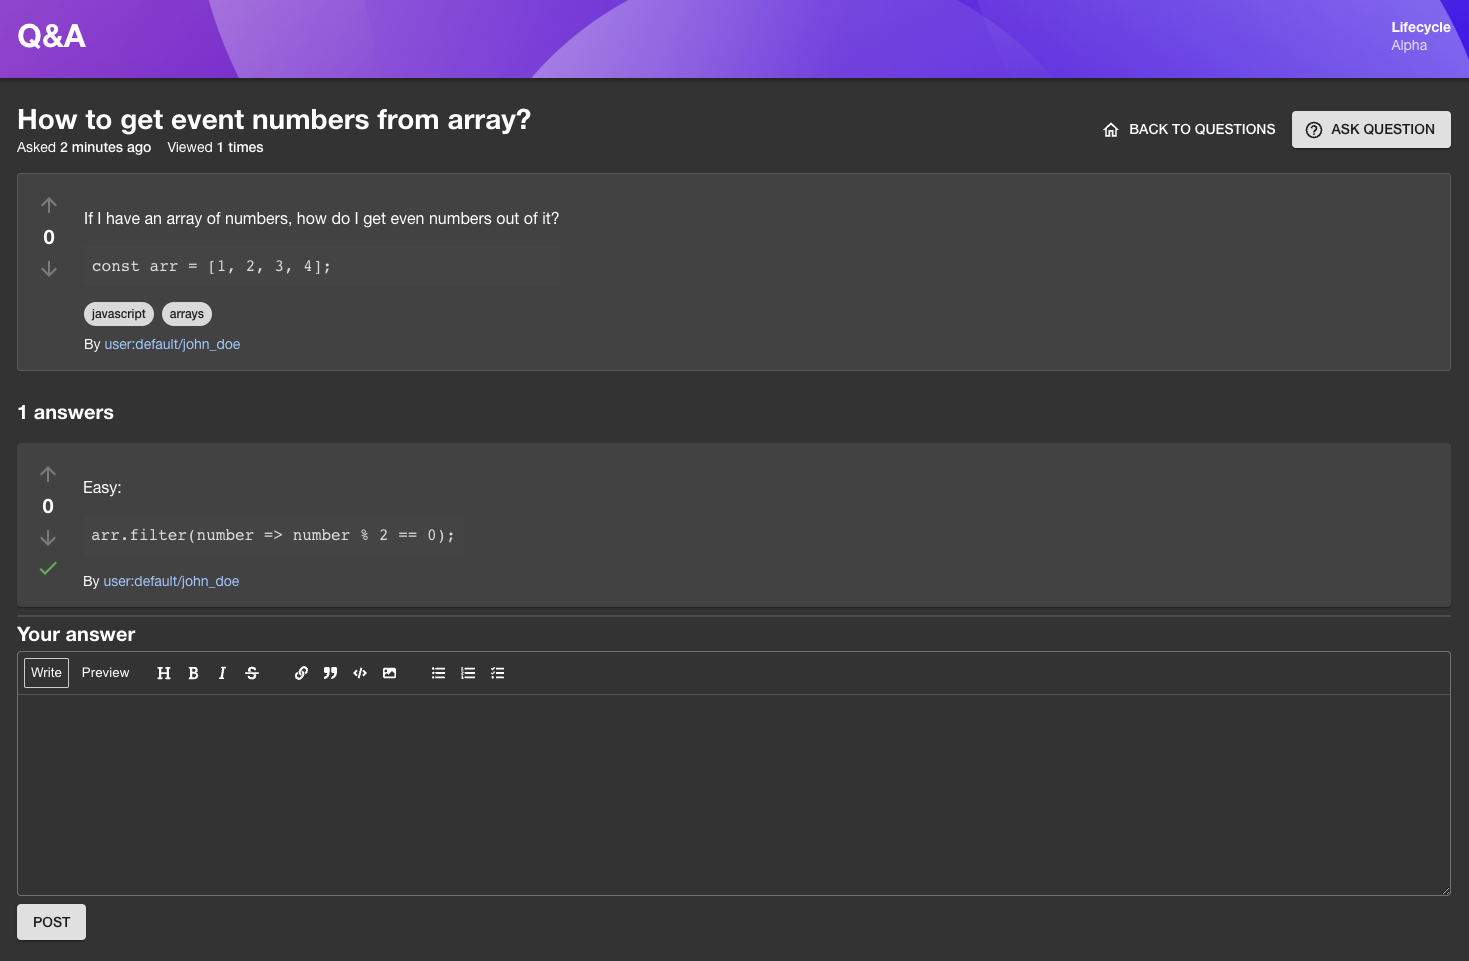 Q&A
Lifecycle
Alpha
How to get event numbers from array?
Asked 2 minutes ago Viewed 1 times
BACK TO QUESTIONS
ASK QUESTION
If I have an array of numbers, how do I get even numbers out of it?
0
const arr = [1, 2, 3, 4];
javascript arrays
By user:default/john_doe
1 answers
Easy:
0
arr.filter(number => number % 2 == 0);
By user:default/john_doe
Your answer
Write Preview H B I S
POST